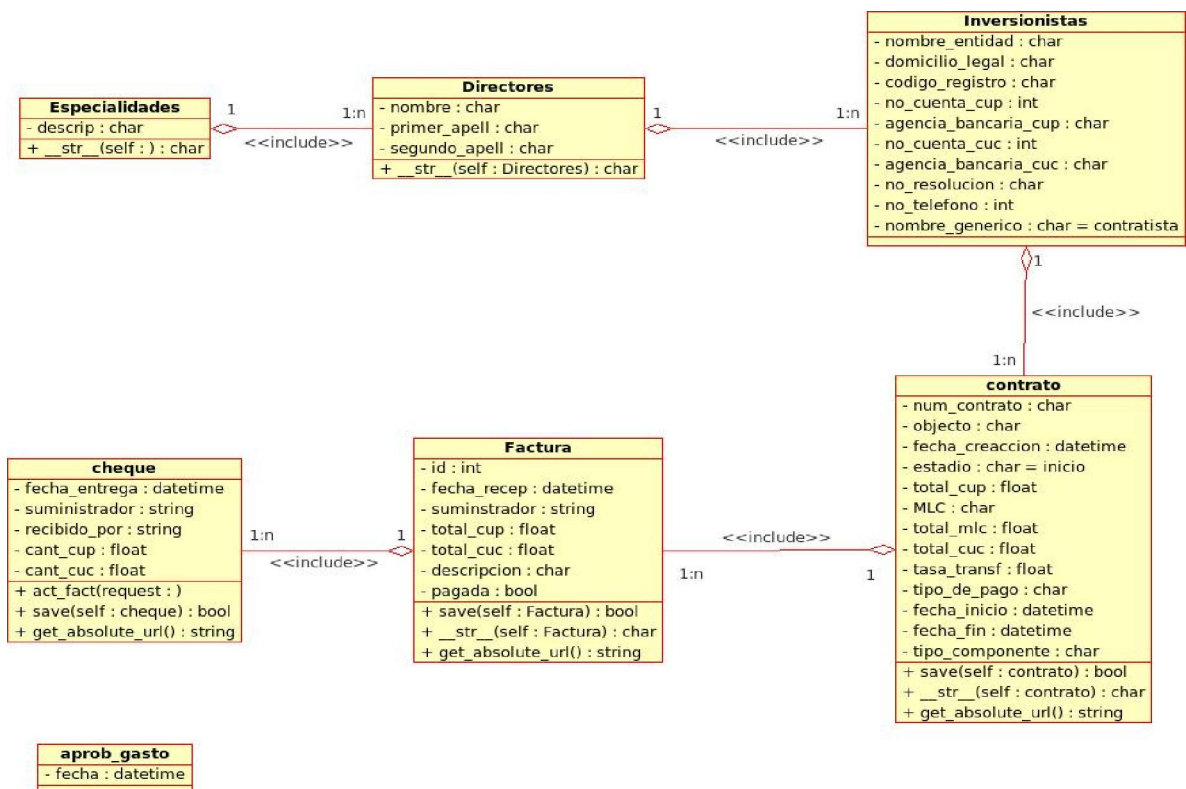 Inversionistas
- nombre_entidad : char
- domicilio_legal : char
- codigo_registro : char
- no_cuenta_cup : int
- agencia_bancaria_cup : char
- no_cuenta_cuc : int
- agencia_bancaria_cuc : char
- no_resolucion : char
- no_telefono : int
- nombre_generico : char = contratista
Directores
- nombre : char
- primer_apell : char
- segundo_apell : char
+ __str__(self : Directores) : char
Especialidades
- descrip : char
+ __str__(self : ) : char
1
1:n
<<include>>
1
1:n
<<include>>
1
<<include>>
1:n
contrato
- num_contrato : char
- objecto : char
- fecha_creaccion : datetime
- estadio : char = inicio
- total_cup : float
- MLC : char
- total_mlc : float
- total_cuc : float
- tasa_transf : float
- tipo_de_pago : char
- fecha_inicio : datetime
- fecha_fin : datetime
- tipo_componente : char
+ save(self : contrato) : bool
+ __str__(self : contrato) : char
+ get_absolute_url() : string
<<include>>
1:n
1
Factura
- id : int
- fecha_recep : datetime
- suminstrador : string
- total_cup : float
- total_cuc : float
- descripcion : char
- pagada : bool
+ save(self : Factura) : bool
+ __str__(self : Factura) : char
+ get_absolute_url() : string
1:n
1
<<include>>
cheque
- fecha_entrega : datetime
- suministrador : string
- recibido_por : string
- cant_cup : float
- cant_cuc : float
+ act_fact(request : )
+ save(self : cheque) : bool
+ get_absolute_url() : string
aprob_gasto
- fecha : datetime